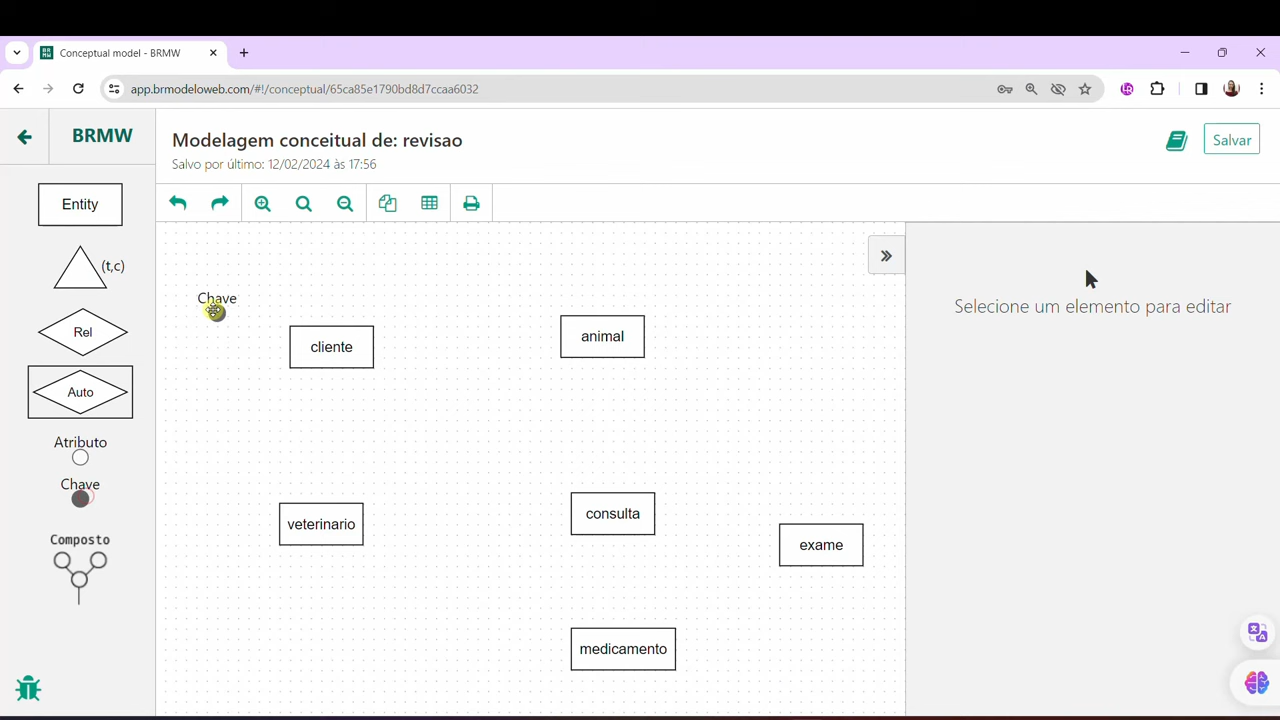 Conceptual model - BRMW
app.brmodeloweb.com/#!/conceptual/65ca85e1790bd8d7ccaa6032
BRMW
Modelagem conceitual de: revisao
Salvo por último: 12/02/2024 às 17:56
Salvar
Entity
(t,c)
Rel
Auto
Atributo
Chave
Composto
Chave
cliente
animal
veterinario
consulta
exame
medicamento
Selecione um elemento para editar